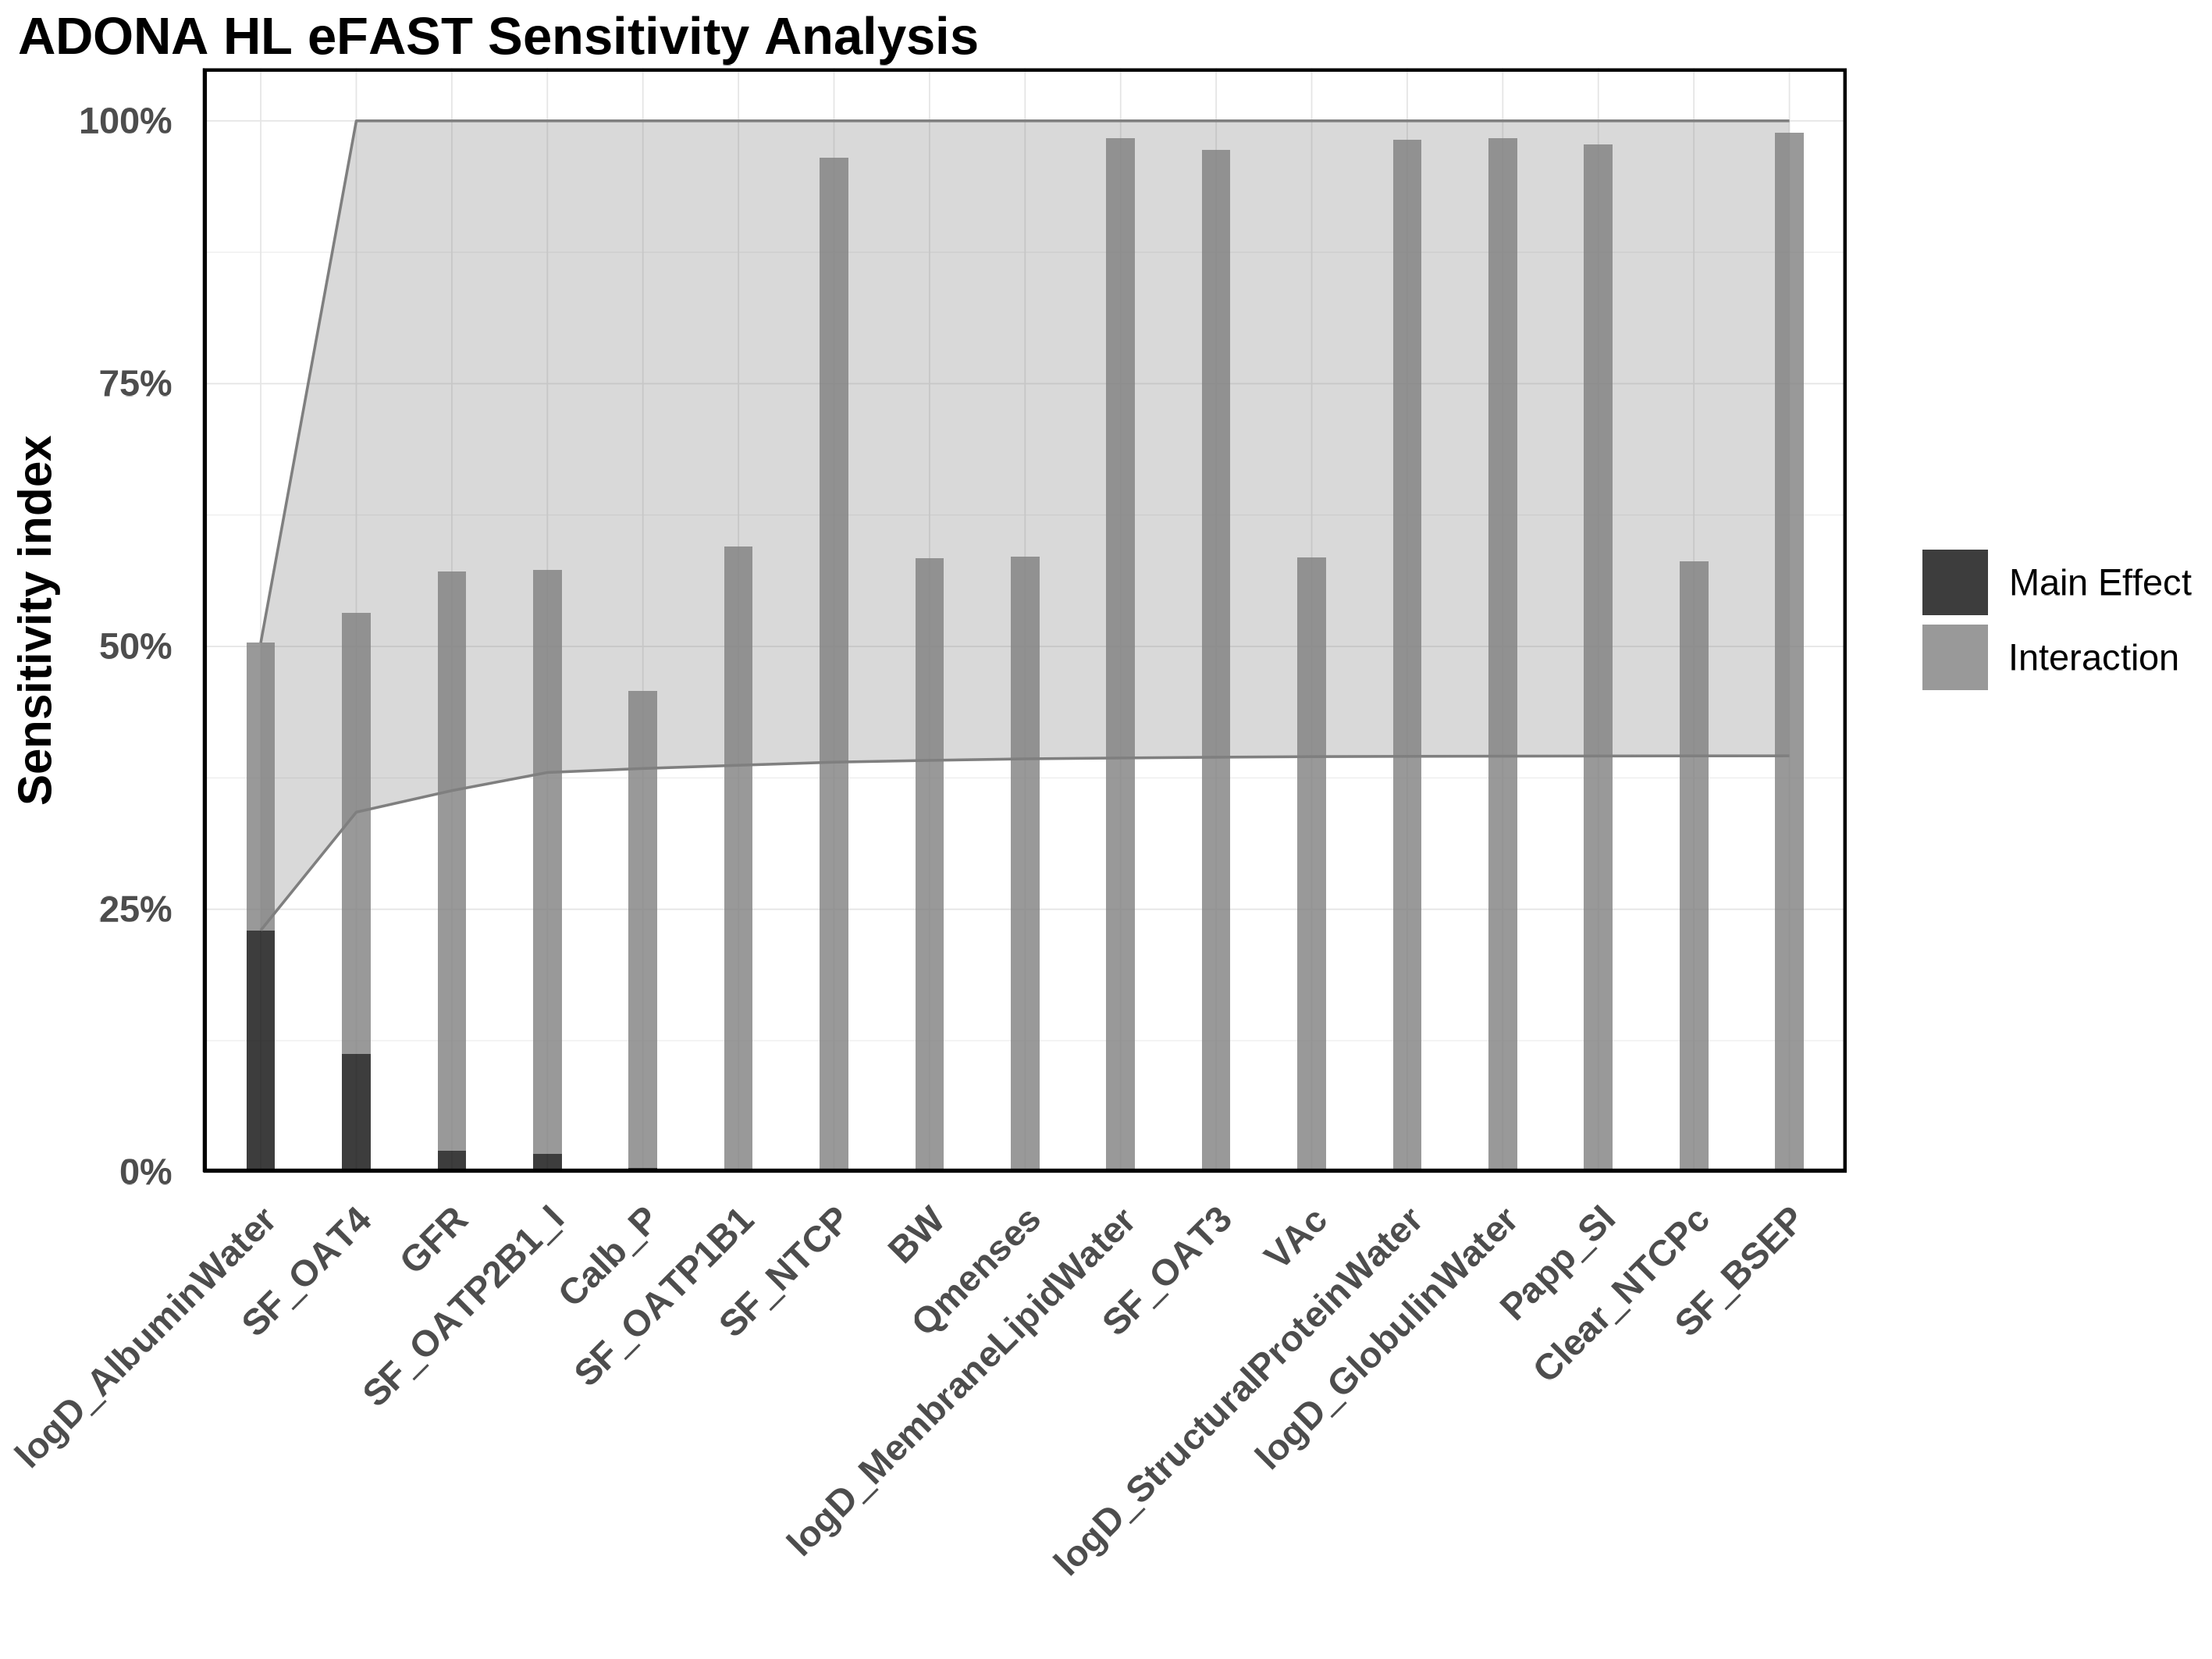 ADONA HL eFAST Sensitivity Analysis
Sensitivity index
100%
75%
50%
25%
0%
logD_AlbuminWater
SF_OAT4
GFR
SF_OATP2B1_I
Calb_P
SF_OATP1B1
SF_NTCP
BW
Qmenses
logD_MembraneLipidWater
SF_OAT3
VAc
logD_StructuralProteinWater
logD_GlobulinWater
Papp_SI
Clear_NTCPc
SF_BSEP
Main Effect
Interaction